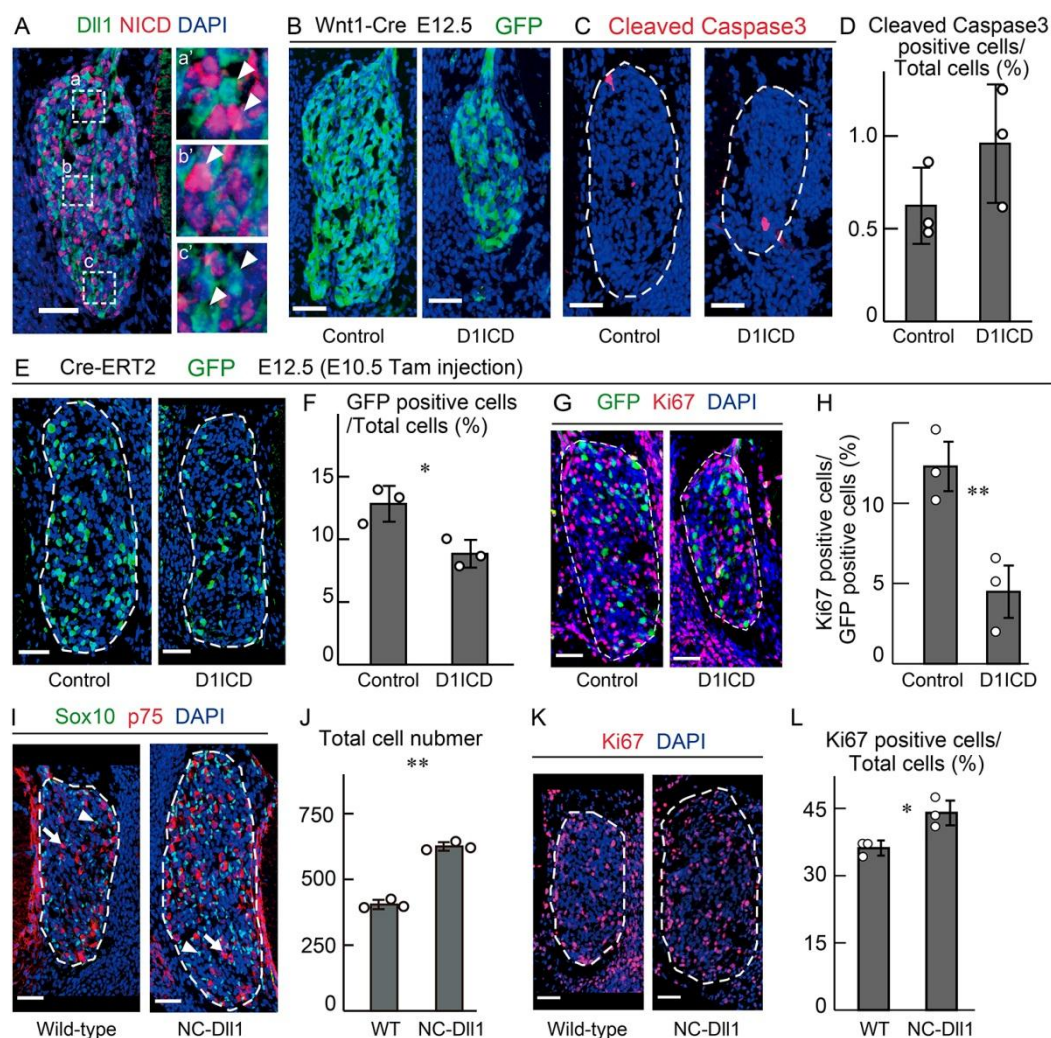 A Dll1 NICD DAPI
a
b
c
a’
b’
c’
B Wnt1-Cre E12.5 GFP
Control D1ICD
C Cleaved Caspase3
Control D1ICD
D Cleaved Caspase3
positive cells/
Total cells (%)
1.0
0.5
0
Control D1ICD
E Cre-ERT2 GFP E12.5 (E10.5 Tam injection)
Control D1ICD
F GFP positive cells
/Total cells (%)
*
15
10
5
0
Control D1ICD
G GFP Ki67 DAPI
Control D1ICD
H
Ki67 positive cells/
GFP positive cells (%)
**
10
5
0
Control D1ICD
I Sox10 p75 DAPI
Wild-type NC-Dll1
J Total cell nubmer
**
750
500
250
0
WT NC-Dll1
K Ki67 DAPI
Wild-type NC-Dll1
L Ki67 positive cells/
Total cells (%)
*
45
30
15
0
WT NC-Dll1